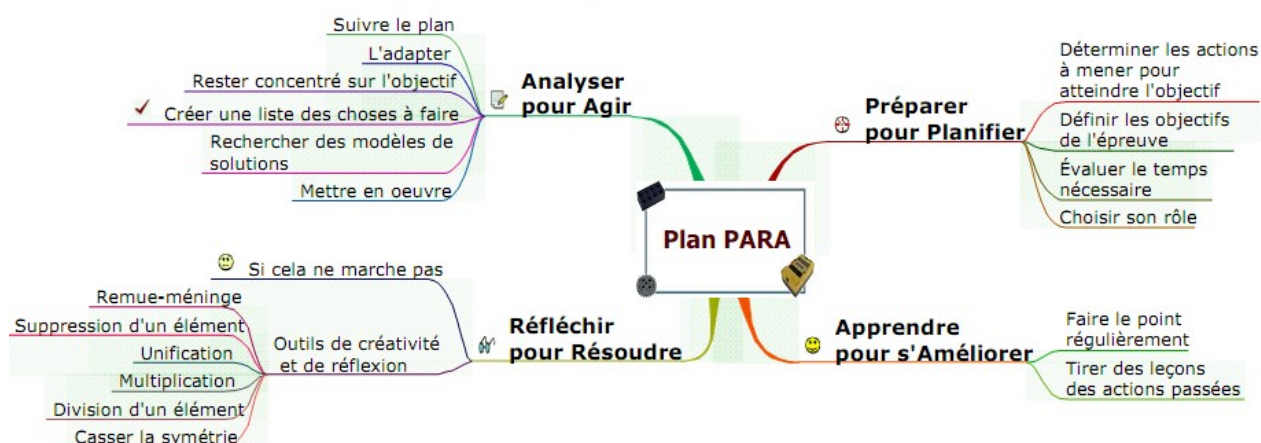 Plan PARA
Préparer
pour Planifier
Déterminer les actions
à mener pour
atteindre l'objectif
Définir les objectifs
de l'épreuve
Évaluer le temps
nécessaire
Choisir son rôle
Analyser
pour Agir
Suivre le plan
L'adapter
Rester concentré sur l'objectif
Créer une liste des choses à faire
Rechercher des modèles de
solutions
Mettre en oeuvre
Réfléchir
pour Résoudre
Si cela ne marche pas
Outils de créativité
et de réflexion
Remue-méninge
Suppression d'un élément
Unification
Multiplication
Division d'un élément
Casser la symétrie
Apprendre
pour s'Améliorer
Faire le point
régulièrement
Tirer des leçons
des actions passées